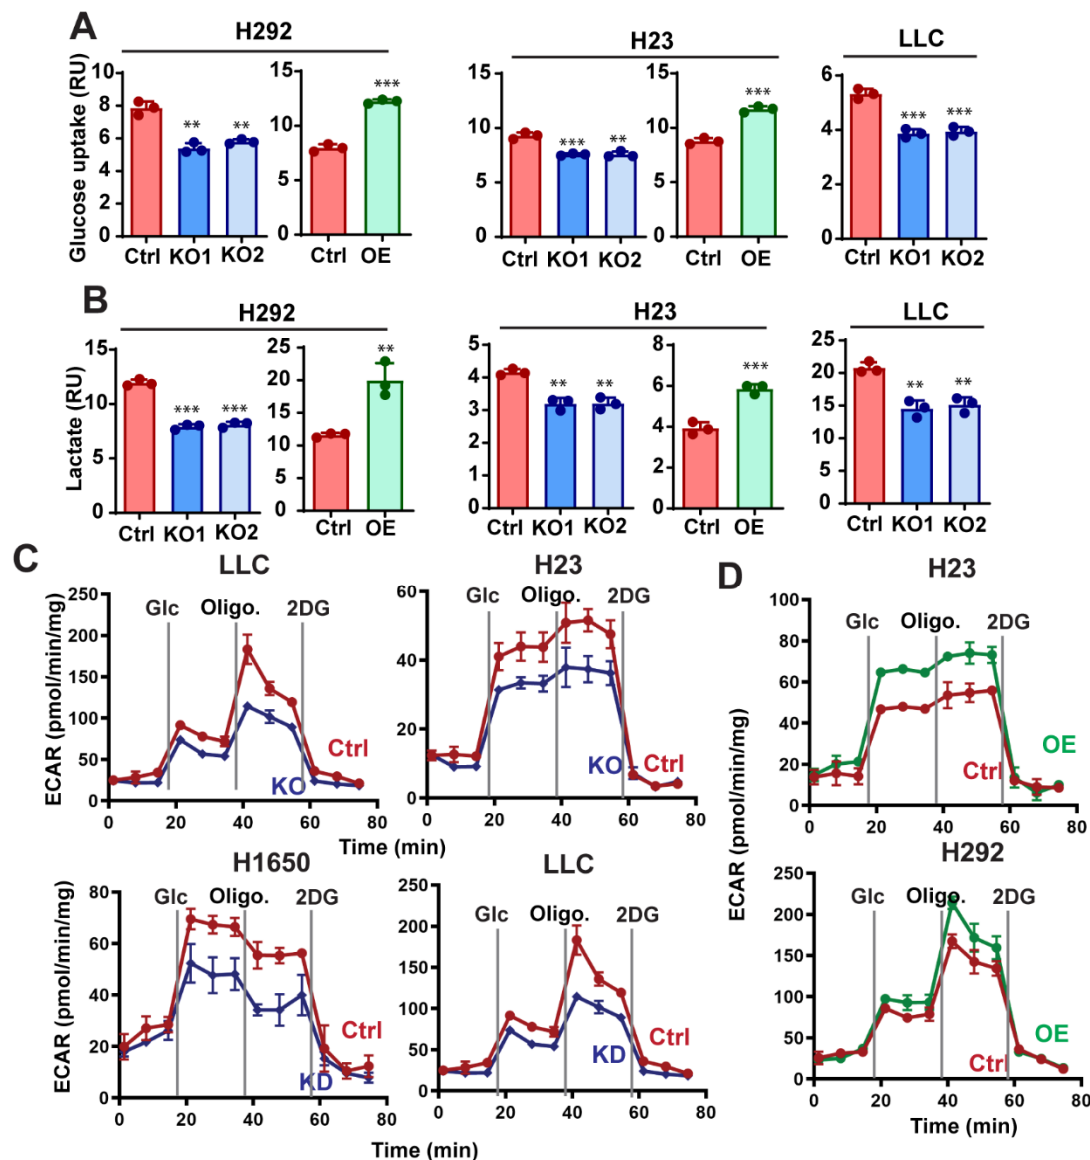 A
H292
H23
LLC
Glucose uptake (RU)
10
8
6
4
2
0
** **
Ctrl KO1 KO2
15
10
5
0
***
Ctrl OE
15
10
5
0
*** **
Ctrl KO1 KO2
15
10
5
0
***
Ctrl OE
6
4
2
0
*** ***
Ctrl KO1 KO2
B
H292
H23
LLC
Lactate (RU)
15
10
5
0
*** ***
Ctrl KO1 KO2
20
15
10
5
0
**
Ctrl OE
5
4
3
2
1
0
** **
Ctrl KO1 KO2
8
6
4
2
0
***
Ctrl OE
25
20
15
10
5
0
** **
Ctrl KO1 KO2
C
LLC
ECAR (pmol/min/mg)
250
200
150
100
50
0
Glc Oligo. 2DG
Ctrl
KO
0 20 40 60 80
H23
60
40
20
0
Glc Oligo. 2DG
KO Ctrl
0 20 40 60 80
Time (min)
H1650
ECAR (pmol/min/mg)
80
60
40
20
0
Glc Oligo. 2DG
Ctrl
KD
0 20 40 60 80
LLC
250
200
150
100
50
0
Glc Oligo. 2DG
Ctrl
KD
0 20 40 60 80
Time (min)
D
H23
ECAR (pmol/min/mg)
100
80
60
40
20
0
Glc Oligo. 2DG
OE
Ctrl
0 20 40 60 80
H292
250
200
150
100
50
0
Glc Oligo. 2DG
OE
Ctrl
0 20 40 60 80
Time (min)